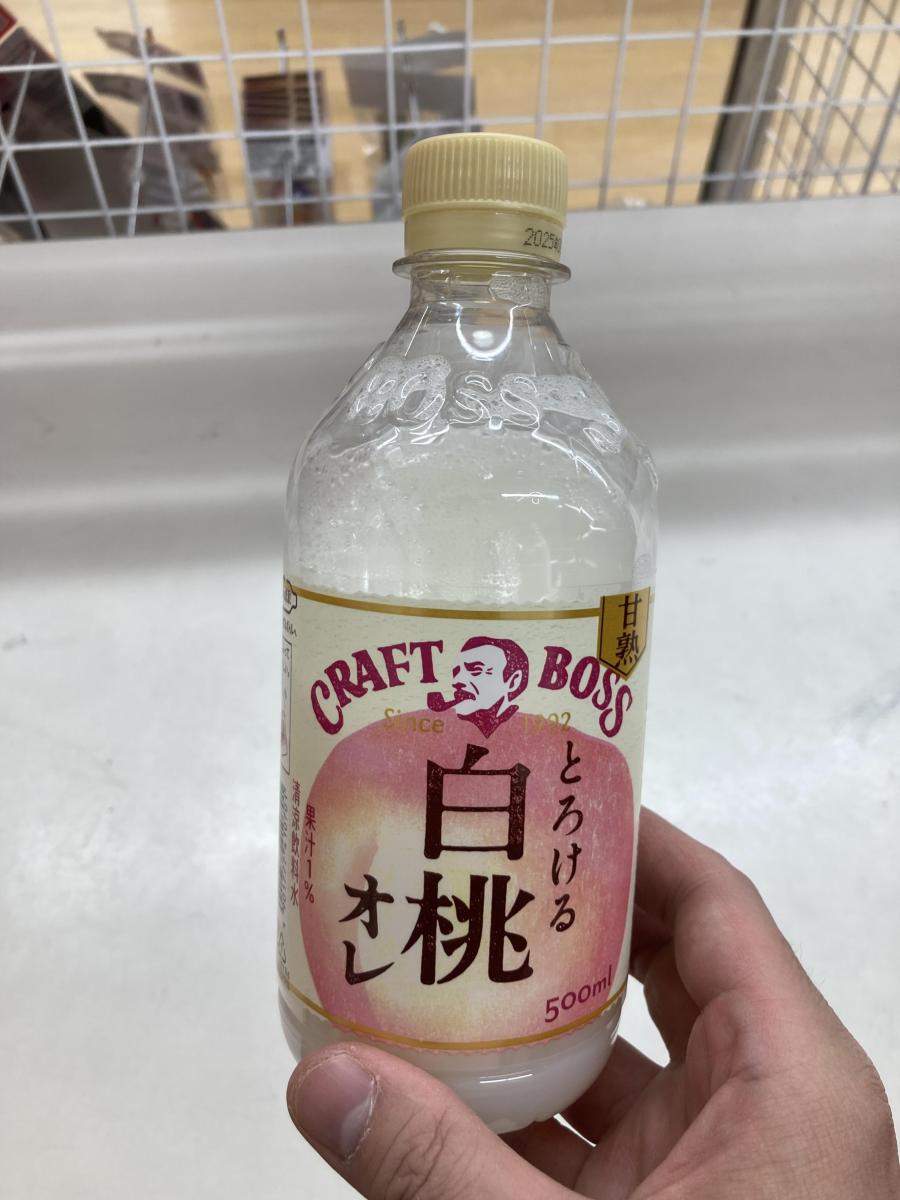 2025
BOSS
甘熟
CRAFT BOSS
Since 1992
とろける
白桃
オレ
果汁1%
清涼飲料水
500ml